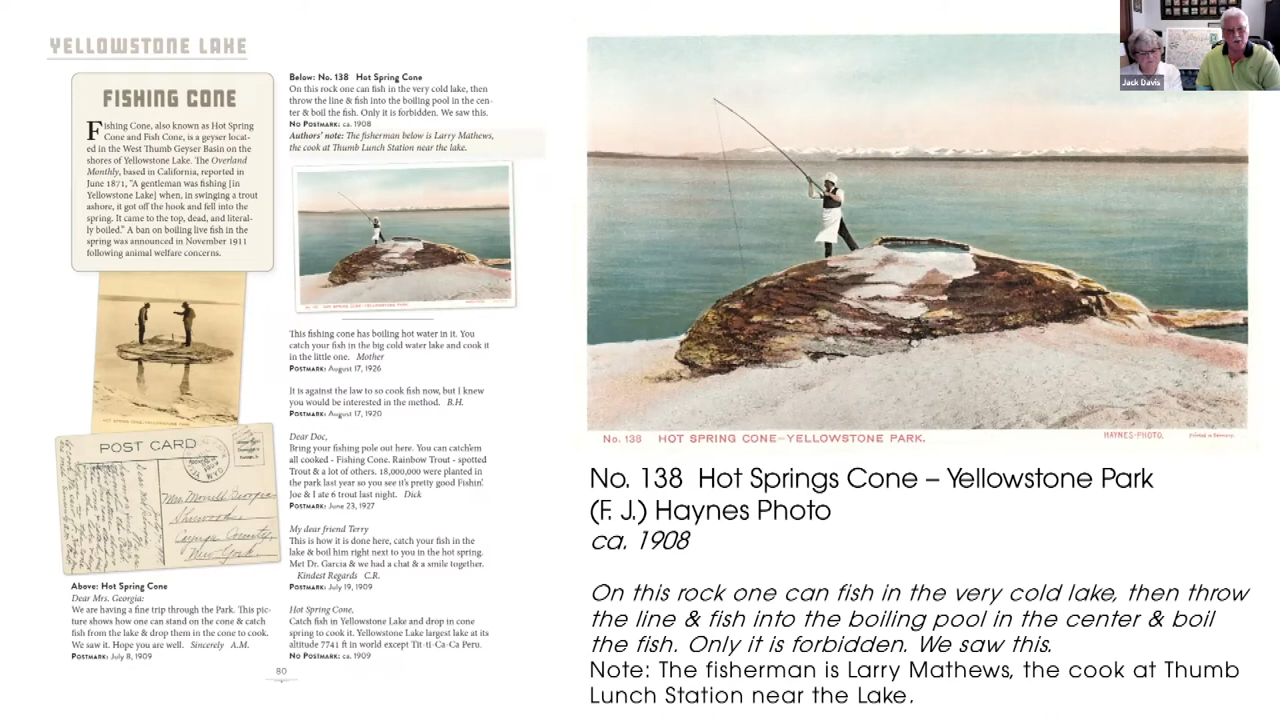 YELLOWSTONE LAKE
FISHING CONE
Fishing Cone, also known as Hot Spring
Cone and Fish Cone, is a geyser locat-
ed in the West Thumb Geyser Basin on the
shores of Yellowstone Lake. The Overland
Monthly, based in California, reported in
June 1871, "A gentleman was fishing [in
Yellowstone Lake] when, in swinging a trout
ashore, it got off the hook and fell into the
spring. It came to the top, dead, and literal-
ly boiled." A ban on boiling live fish in the
spring was announced in November 1911
following animal welfare concerns.
HOT SPRING CONE, YELLOWSTONE PARK
POST CARD
Mrs. Morrill Georgia
Sherwood
Cayuga County,
New York.
Above: Hot Spring Cone
Dear Mrs. Georgia:
We are having a fine trip through the Park. This pic-
ture shows how one can stand on the cone & catch
fish from the lake & drop them in the cone to cook.
We saw it. Hope you are well. Sincerely A.M.
Postmark: July 8, 1909
Below: No. 138 Hot Spring Cone
On this rock one can fish in the very cold lake, then
throw the line & fish into the boiling pool in the cen-
ter & boil the fish. Only it is forbidden. We saw this.
No Postmark: ca. 1908
Authors' note: The fisherman below is Larry Mathews,
the cook at Thumb Lunch Station near the lake.
No. 138 HOT SPRING CONE-YELLOWSTONE PARK.
This fishing cone has boiling hot water in it. You
catch your fish in the big cold water lake and cook it
in the little one. Mother
Postmark: August 17, 1926
It is against the law to so cook fish now, but I knew
you would be interested in the method. B.H.
Postmark: August 17, 1920
Dear Doc,
Bring your fishing pole out here. You can catch'em
all cooked - Fishing Cone. Rainbow Trout - spotted
Trout & a lot of others. 18,000,000 were planted in
the park last year so you see it's pretty good Fishin'.
Joe & I ate 6 trout last night. Dick
Postmark: June 23, 1927
My dear friend Terry
This is how it is done here, catch your fish in the
lake & boil him right next to you in the hot spring.
Met Dr. Garcia & we had a chat & a smile together.
Kindest Regards C.R.
Postmark: July 19, 1909
Hot Spring Cone,
Catch fish in Yellowstone Lake and drop in cone
spring to cook it. Yellowstone Lake largest lake at its
altitude 7741 ft in world except Tit-ti-Ca-Ca Peru.
No Postmark: ca. 1909
80
Jack Davis
No. 138 HOT SPRING CONE–YELLOWSTONE PARK.
HAYNES-PHOTO.
Printed in Germany.
No. 138 Hot Springs Cone – Yellowstone Park
(F. J.) Haynes Photo
ca. 1908
On this rock one can fish in the very cold lake, then throw
the line & fish into the boiling pool in the center & boil
the fish. Only it is forbidden. We saw this.
Note: The fisherman is Larry Mathews, the cook at Thumb
Lunch Station near the Lake.